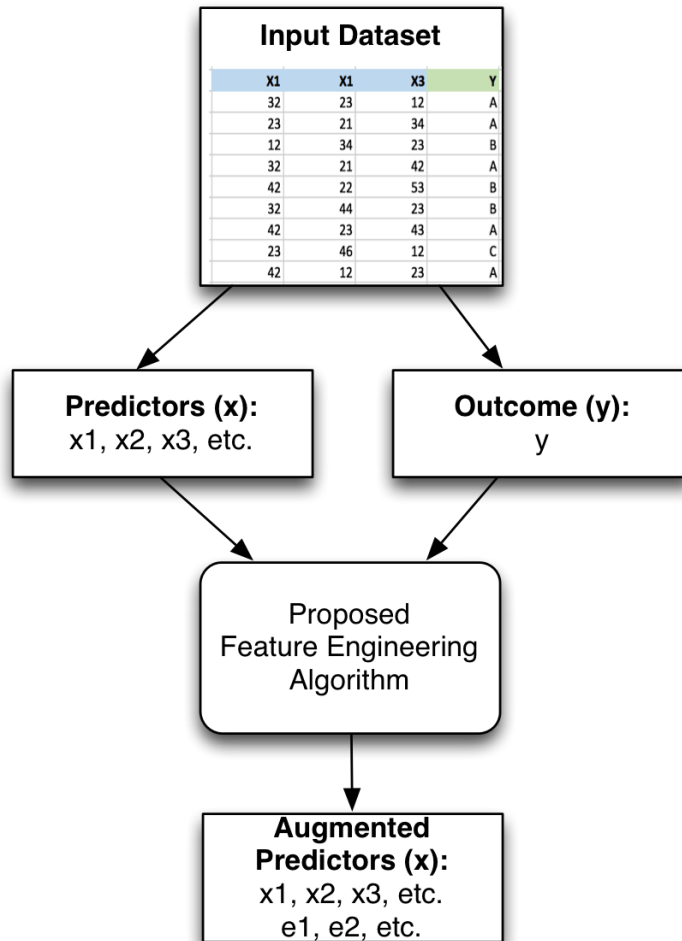 Input Dataset
X1 X1 X3 Y
32 23 12 A
23 21 34 A
12 34 23 B
32 21 42 A
42 22 53 B
32 44 23 B
42 23 43 A
23 46 12 C
42 12 23 A
Predictors (x):
x1, x2, x3, etc.
Outcome (y):
y
Proposed
Feature Engineering
Algorithm
Augmented
Predictors (x):
x1, x2, x3, etc.
e1, e2, etc.